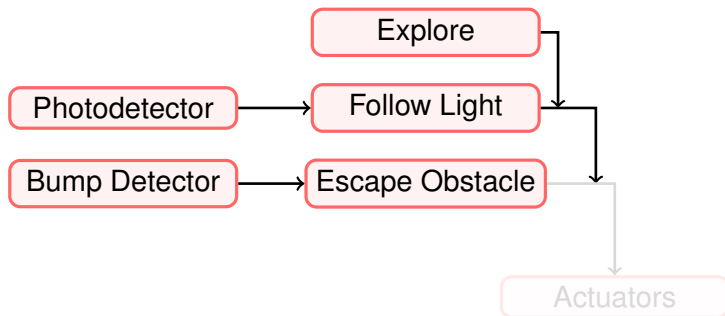 Explore
Photodetector
Follow Light
Bump Detector
Escape Obstacle
Actuators